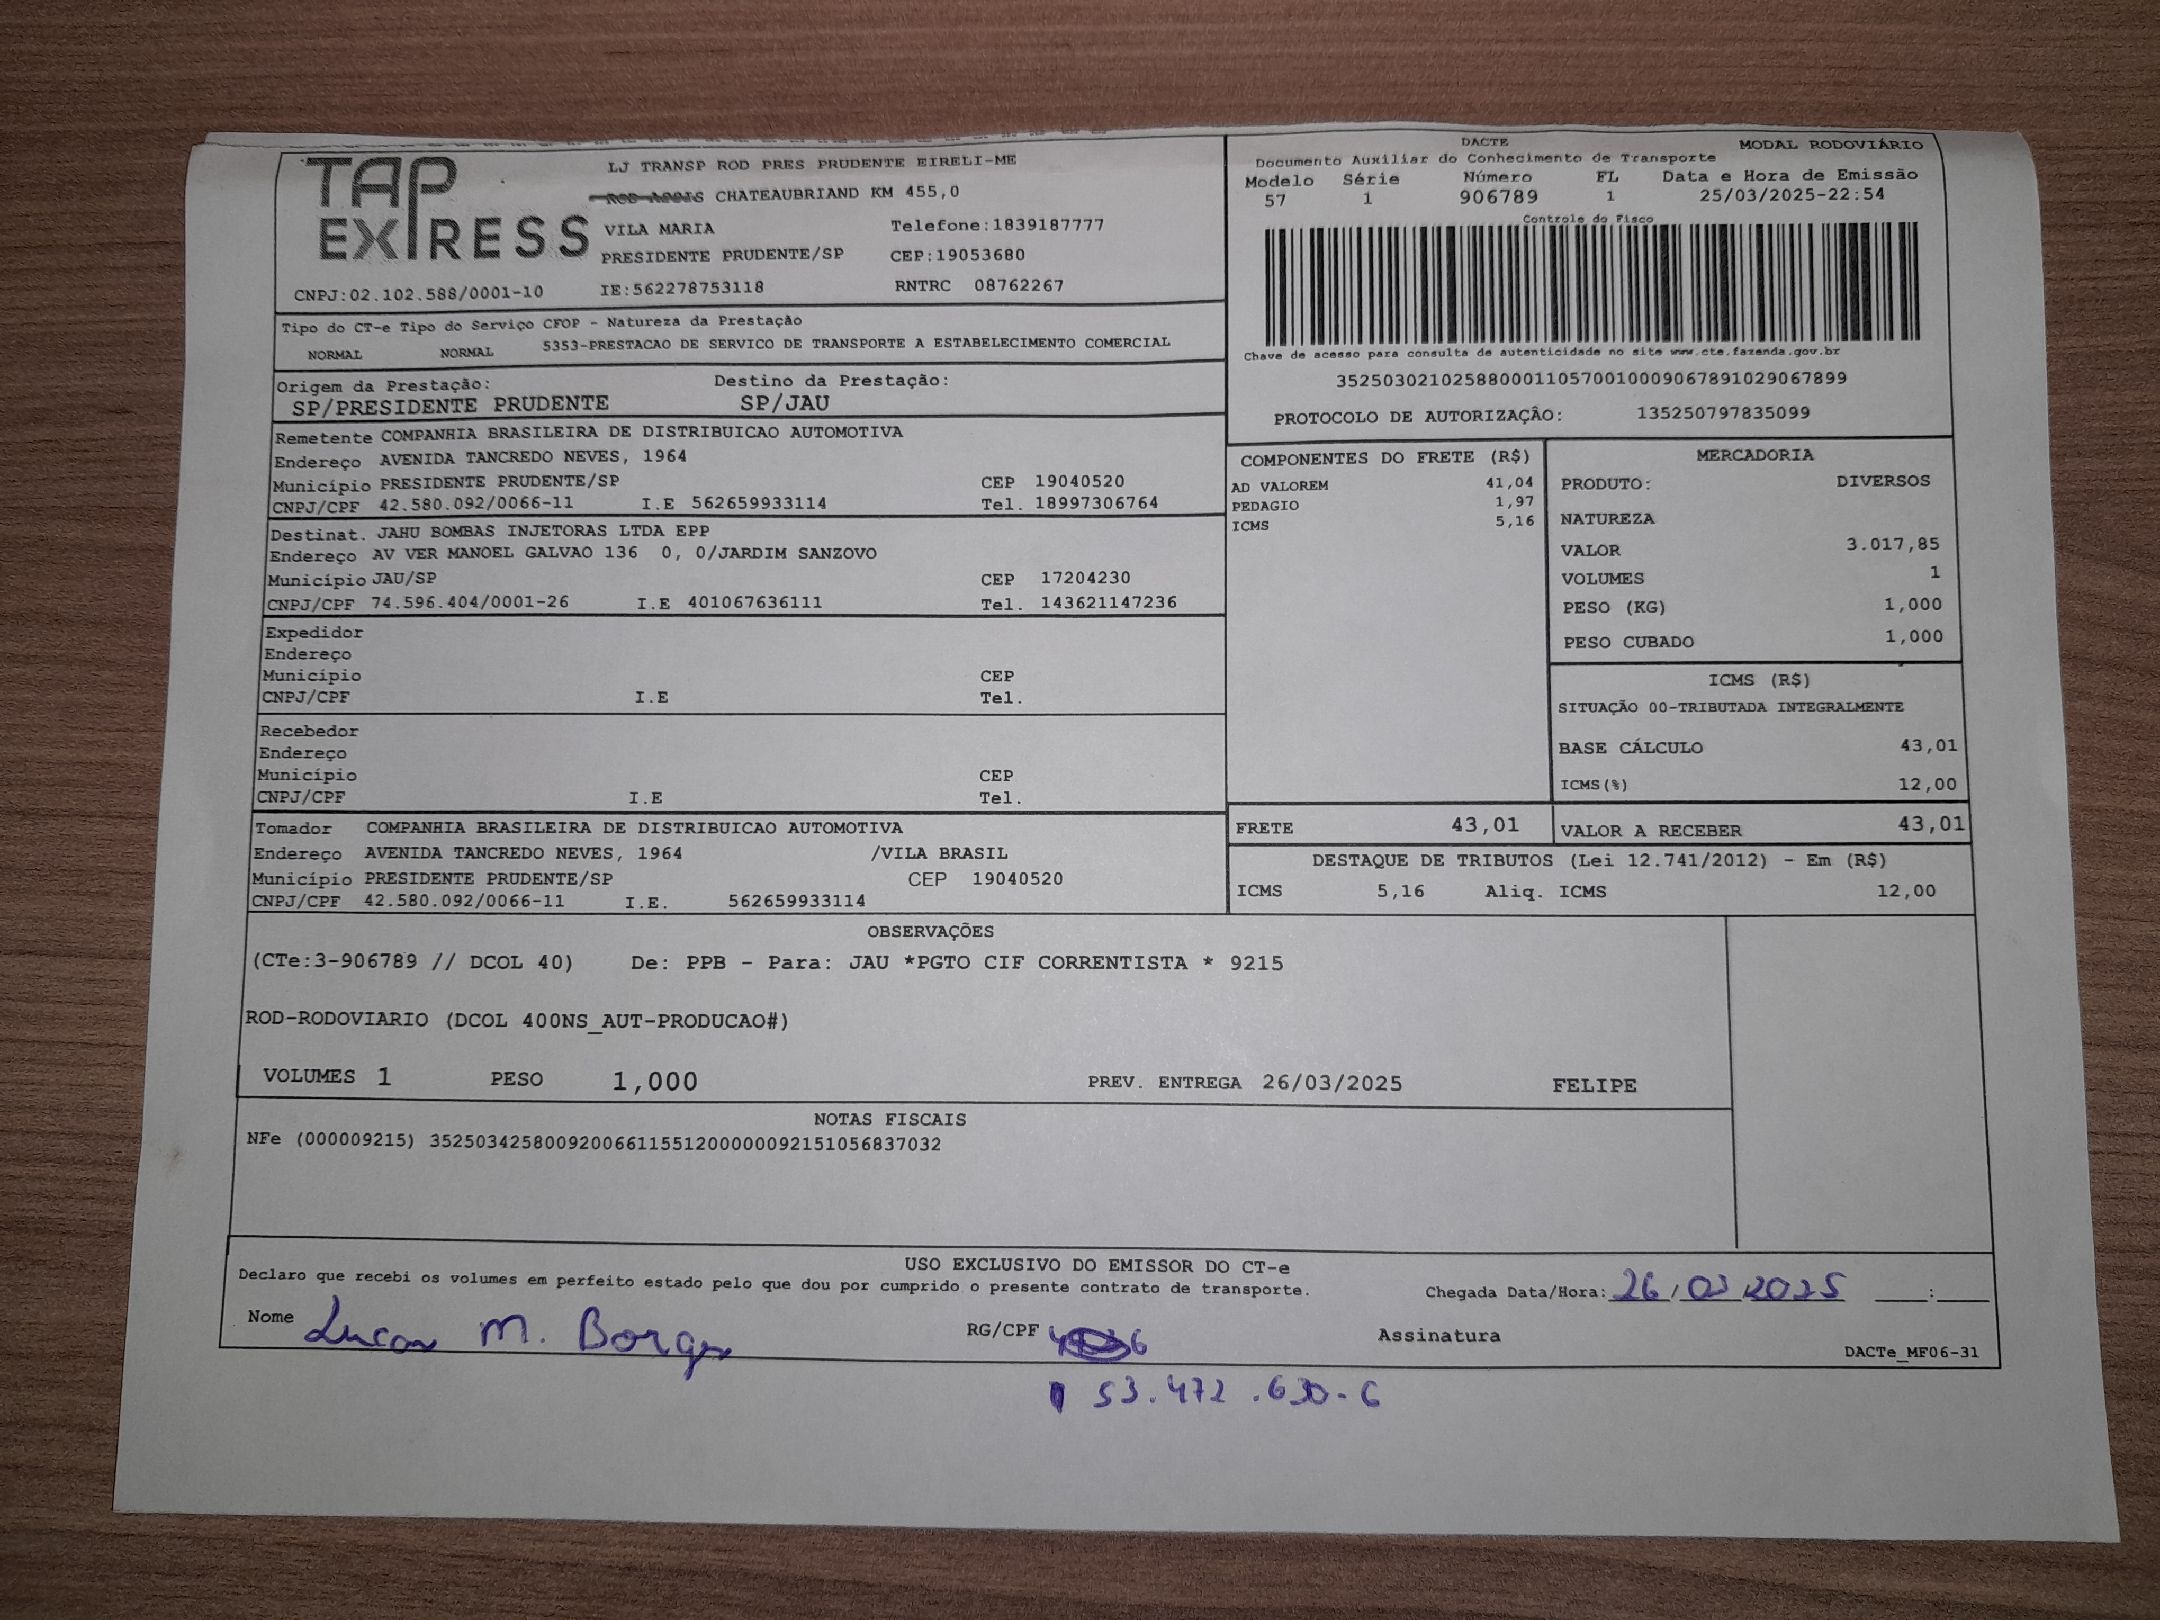 TAP
EXPRESS
CNPJ:02.102.588/0001-10
LJ TRANSP ROD PRES PRUDENTE EIRELI-ME
ROD CHATEAUBRIAND KM 455,0
VILA MARIA Telefone:1839187777
PRESIDENTE PRUDENTE/SP CEP:19053680
IE:562278753118 RNTRC 08762267
DACTE MODAL RODOVIÁRIO
Documento Auxiliar do Conhecimento de Transporte
Modelo Série Número FL Data e Hora de Emissão
57 1 906789 1 25/03/2025-22:54
Controle do Fisco
Chave de acesso para consulta de autenticidade no site www.cte.fazenda.gov.br
35250302102588000110570010009067891029067899
PROTOCOLO DE AUTORIZAÇÂO: 135250797835099
Tipo do CT-e Tipo do Serviço CFOP - Natureza da Prestação
NORMAL NORMAL 5353-PRESTACAO DE SERVICO DE TRANSPORTE A ESTABELECIMENTO COMERCIAL
Origem da Prestação: Destino da Prestação:
SP/PRESIDENTE PRUDENTE SP/JAU
Remetente COMPANHIA BRASILEIRA DE DISTRIBUICAO AUTOMOTIVA
Endereço AVENIDA TANCREDO NEVES, 1964
Município PRESIDENTE PRUDENTE/SP CEP 19040520
CNPJ/CPF 42.580.092/0066-11 I.E 562659933114 Tel. 18997306764
Destinat. JAHU BOMBAS INJETORAS LTDA EPP
Endereço AV VER MANOEL GALVAO 136 0, 0/JARDIM SANZOVO
Município JAU/SP CEP 17204230
CNPJ/CPF 74.596.404/0001-26 I.E 401067636111 Tel. 143621147236
Expedidor
Endereço
Município CEP
CNPJ/CPF I.E Tel.
Recebedor
Endereço
Município CEP
CNPJ/CPF I.E Tel.
Tomador COMPANHIA BRASILEIRA DE DISTRIBUICAO AUTOMOTIVA
Endereço AVENIDA TANCREDO NEVES, 1964 /VILA BRASIL
Município PRESIDENTE PRUDENTE/SP CEP 19040520
CNPJ/CPF 42.580.092/0066-11 I.E. 562659933114
COMPONENTES DO FRETE (R$)
AD VALOREM 41,04
PEDAGIO 1,97
ICMS 5,16
MERCADORIA
PRODUTO: DIVERSOS
NATUREZA
VALOR 3.017,85
VOLUMES 1
PESO (KG) 1,000
PESO CUBADO 1,000
ICMS (R$)
SITUAÇÃO 00-TRIBUTADA INTEGRALMENTE
BASE CÁLCULO 43,01
ICMS(%) 12,00
FRETE 43,01 VALOR A RECEBER 43,01
DESTAQUE DE TRIBUTOS (Lei 12.741/2012) - Em (R$)
ICMS 5,16 Aliq. ICMS 12,00
OBSERVAÇÕES
(CTe:3-906789 // DCOL 40) De: PPB - Para: JAU *PGTO CIF CORRENTISTA * 9215
ROD-RODOVIARIO (DCOL 400NS_AUT-PRODUCAO#)
VOLUMES 1 PESO 1,000 PREV. ENTREGA 26/03/2025 FELIPE
NOTAS FISCAIS
NFe (000009215) 35250342580092006611551200000092151056837032
USO EXCLUSIVO DO EMISSOR DO CT-e
Declaro que recebi os volumes em perfeito estado pelo que dou por cumprido o presente contrato de transporte. Chegada Data/Hora: 26/03/2025 ____:____
Nome Lucas M. Borges RG/CPF Assinatura
DACTe_MF06-31
53.472.630-6